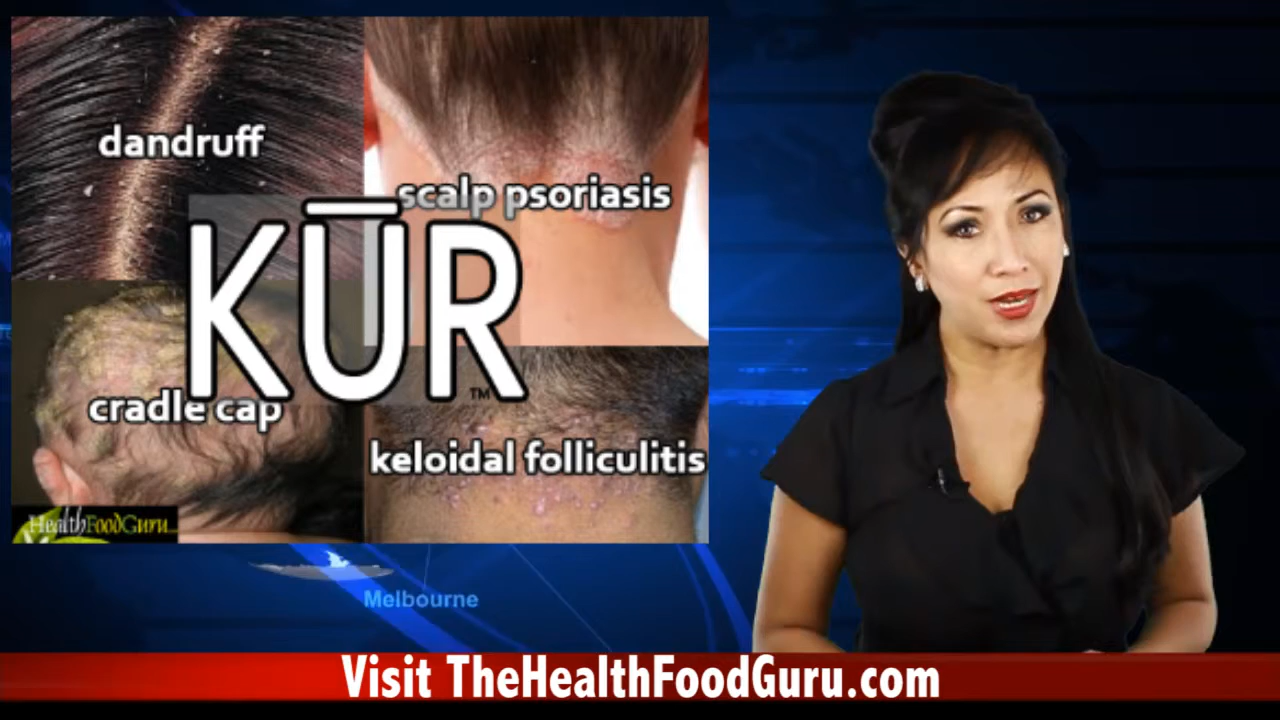 dandruff
scalp psoriasis
KŪR
™
cradle cap
keloidal folliculitis
HealthFoodGuru
Melbourne
Visit TheHealthFoodGuru.com